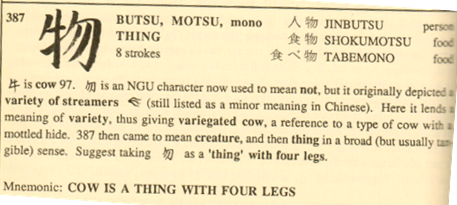 387 物 BUTSU, MOTSU, mono 人物 JINBUTSU person
THING 食物 SHOKUMOTSU food
8 strokes 食べ物 TABEMONO food
牛 is cow 97. 勿 is an NGU character now used to mean not, but it originally depicted a
variety of streamers (still listed as a minor meaning in Chinese). Here it lends a
meaning of variety, thus giving variegated cow, a reference to a type of cow with a
mottled hide. 387 then came to mean creature, and then thing in a broad (but usually tan-
gible) sense. Suggest taking 勿 as a 'thing' with four legs.
Mnemonic: COW IS A THING WITH FOUR LEGS